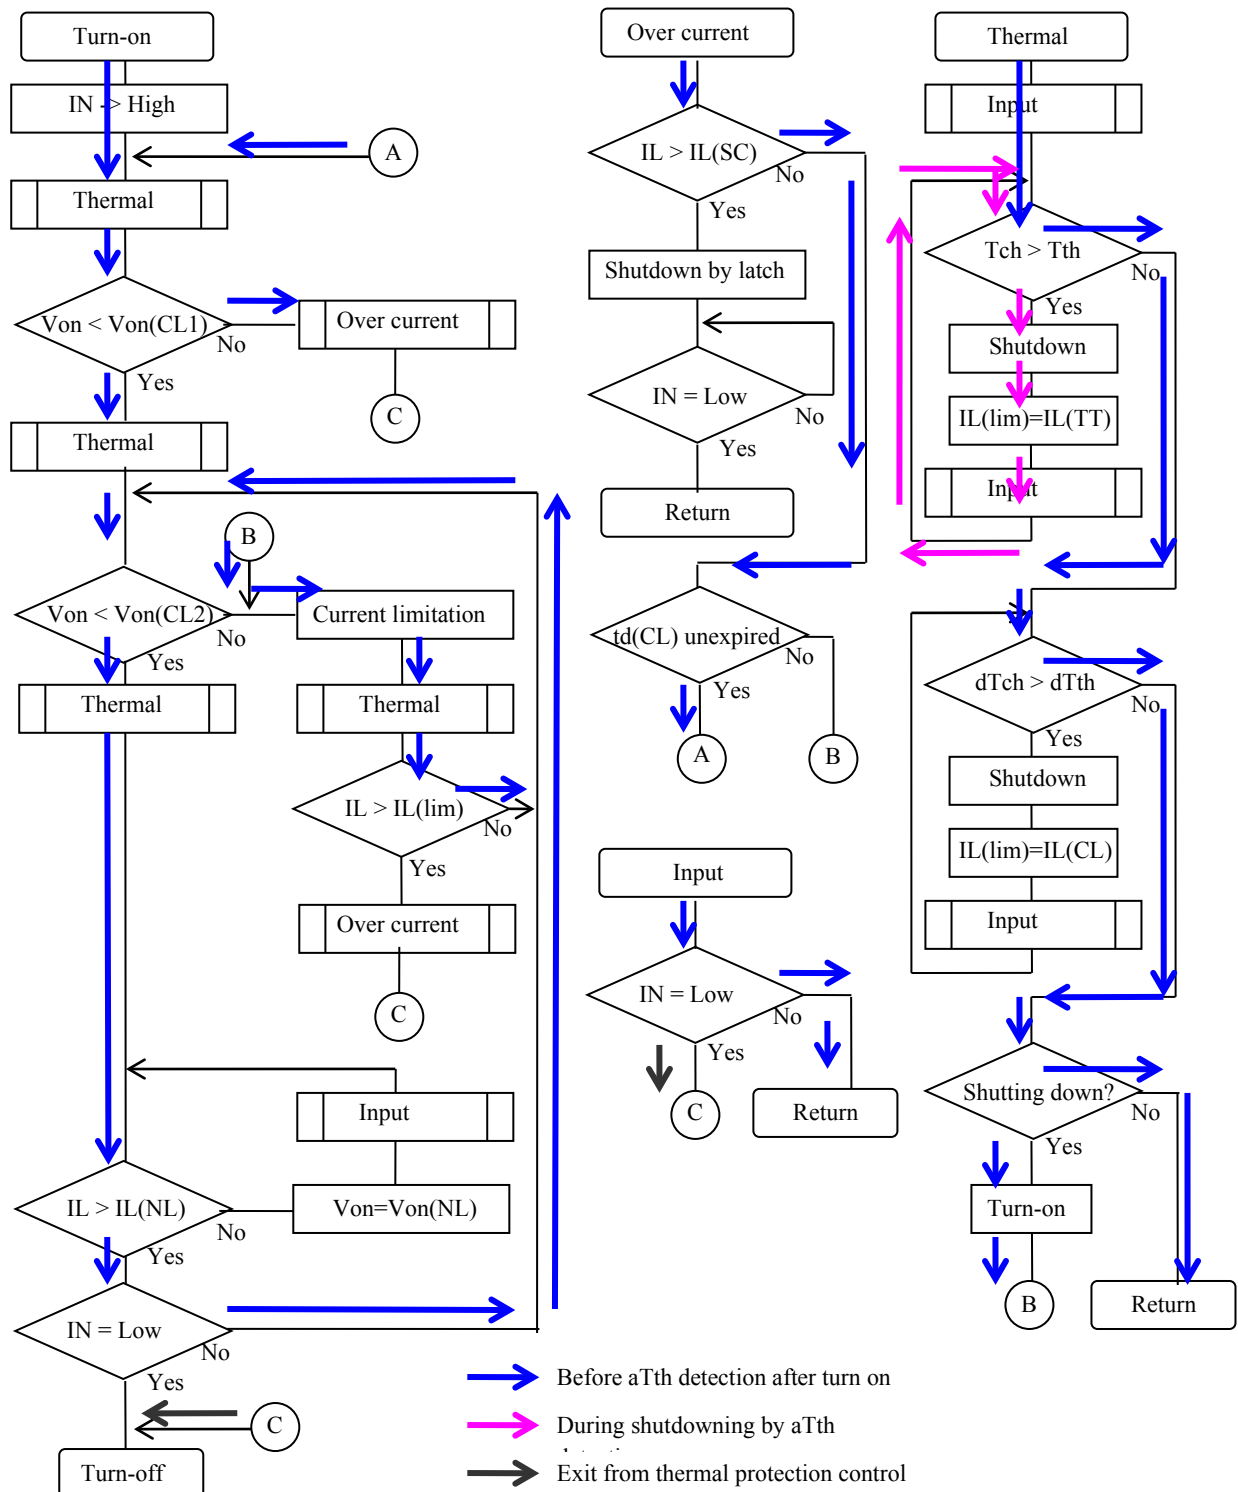 Turn-on
IN -> High
A
Thermal
Von < Von(CL1)
No
Yes
Over current
C
Thermal
B
Von < Von(CL2)
No
Yes
Current limitation
Thermal
Thermal
IL > IL(lim)
No
Yes
Over current
C
Input
IL > IL(NL)
No
Yes
Von=Von(NL)
IN = Low
No
Yes
C
Turn-off
Over current
IL > IL(SC)
No
Yes
Shutdown by latch
IN = Low
No
Yes
Return
td(CL) unexpired
No
Yes
A
B
Input
IN = Low
No
Yes
C
Return
Thermal
Input
Tch > Tth
No
Yes
Shutdown
IL(lim)=IL(TT)
Input
dTch > dTth
No
Yes
Shutdown
IL(lim)=IL(CL)
Input
Shutting down?
No
Yes
Turn-on
B
Return
Before aTth detection after turn on
During shutdowning by aTth
Exit from thermal protection control